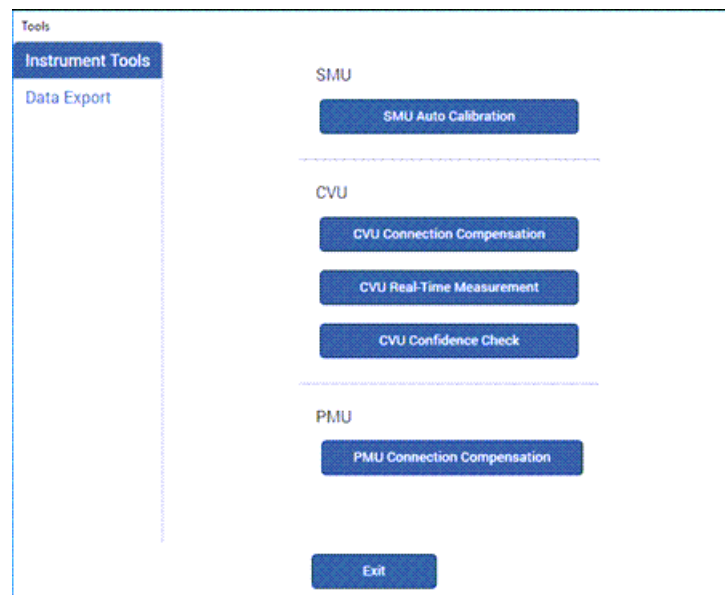 Tools
Instrument Tools
Data Export
SMU
SMU Auto Calibration
CVU
CVU Connection Compensation
CVU Real-Time Measurement
CVU Confidence Check
PMU
PMU Connection Compensation
Exit